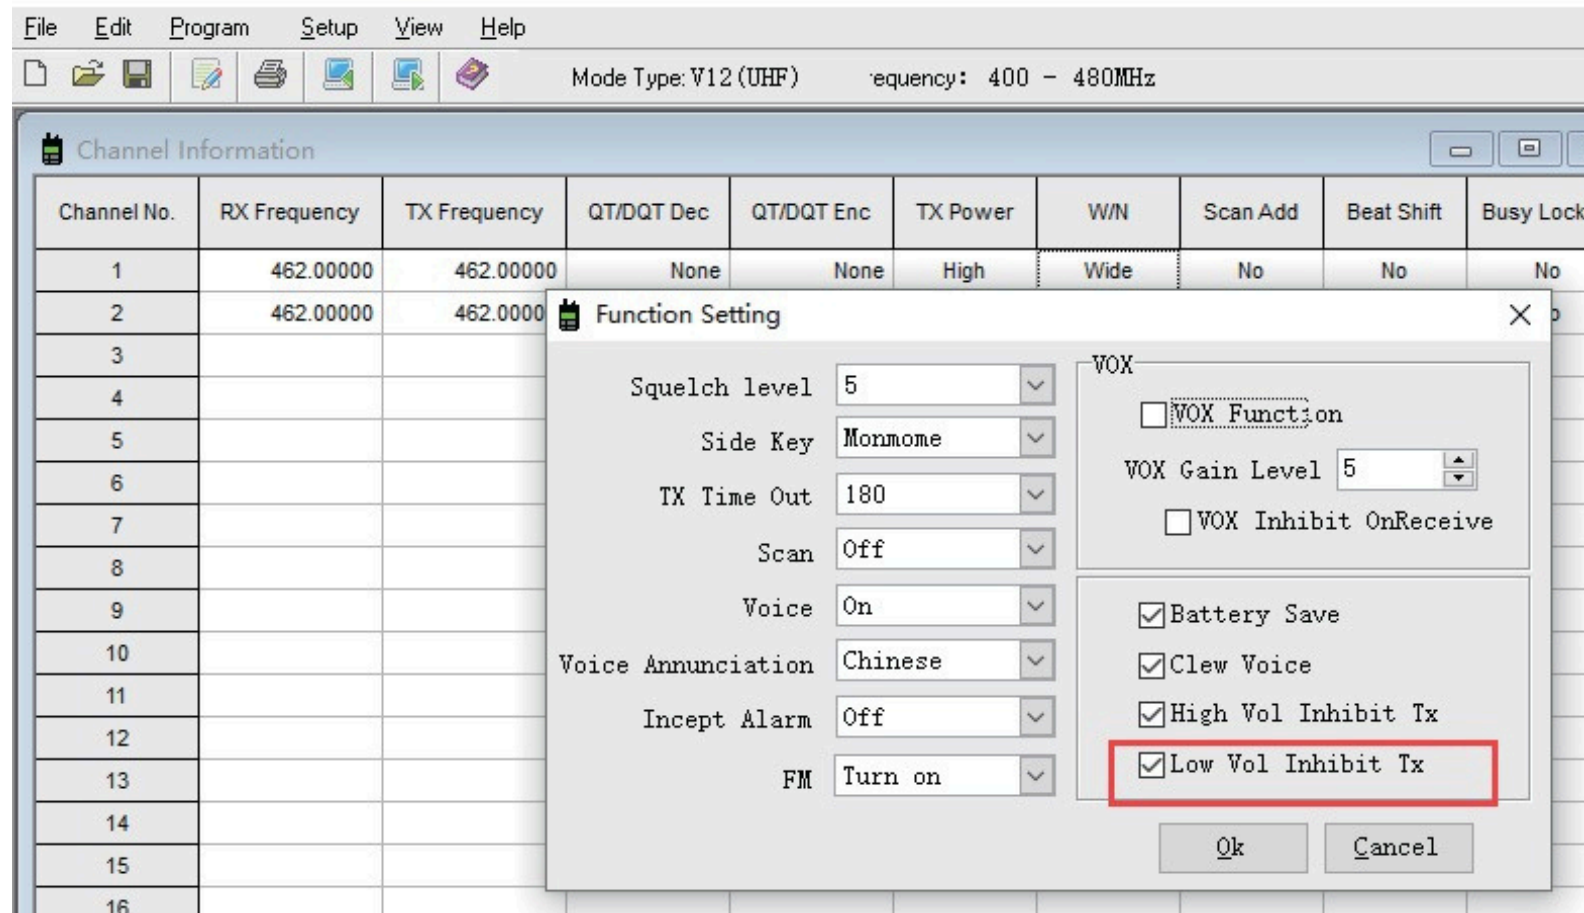 File Edit Program Setup View Help
Mode Type: V12(UHF) requency: 400 - 480MHz
Channel Information
Channel No. RX Frequency TX Frequency QT/DQT Dec QT/DQT Enc TX Power W/N Scan Add Beat Shift Busy Lock
1 462.00000 462.00000 None None High Wide No No No
2 462.00000 462.0000
3
4
5
6
7
8
9
10
11
12
13
14
15
16
Function Setting
Squelch level 5
Side Key Monmome
TX Time Out 180
Scan Off
Voice On
Voice Annunciation Chinese
Incept Alarm Off
FM Turn on
VOX
VOX Function
VOX Gain Level 5
VOX Inhibit OnReceive
Battery Save
Clew Voice
High Vol Inhibit Tx
Low Vol Inhibit Tx
Ok Cancel